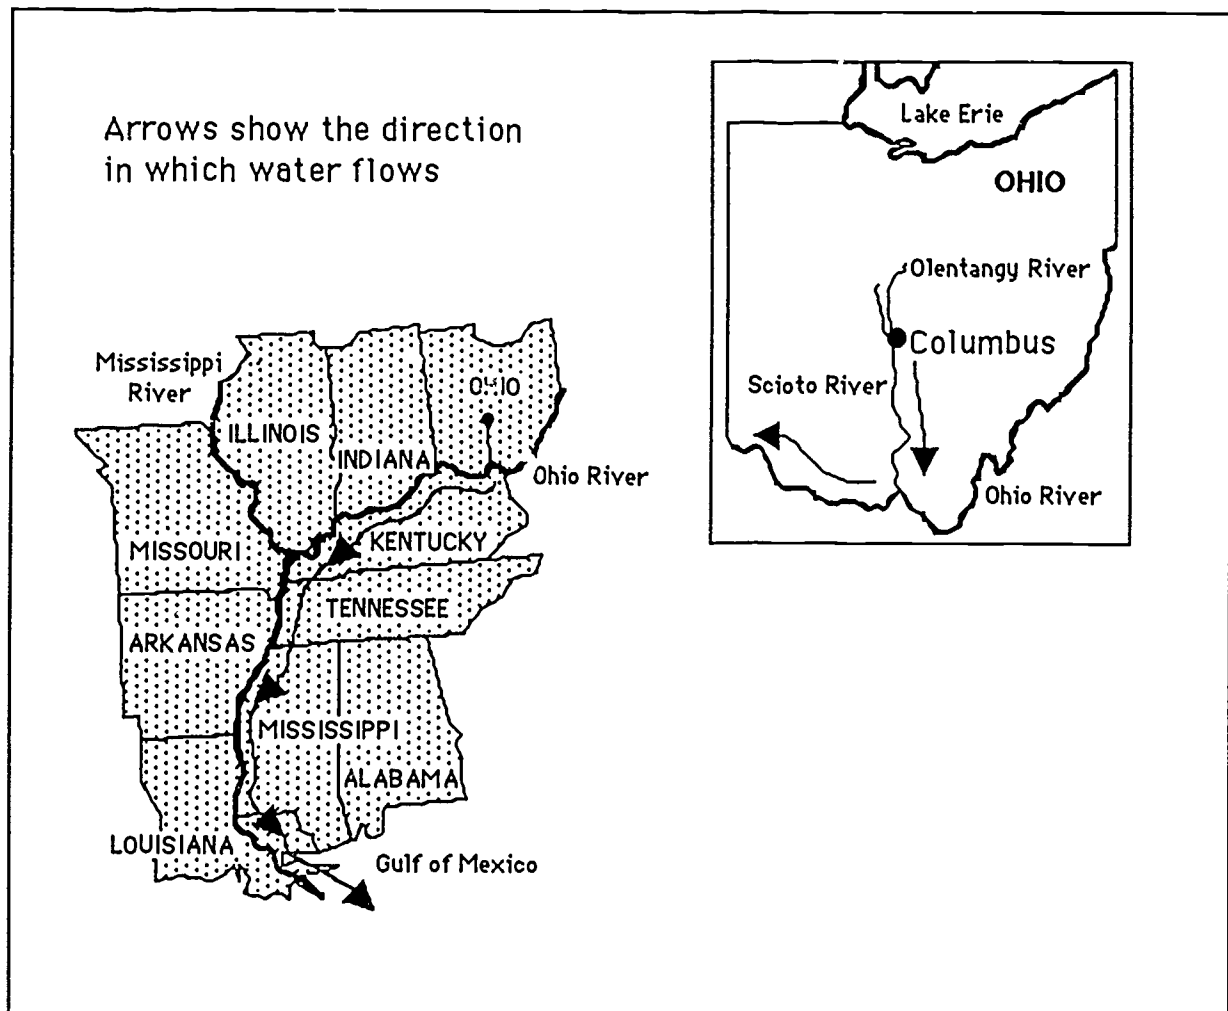 Arrows show the direction
in which water flows
Lake Erie
OHIO
Olentangy River
Columbus
Scioto River
Ohio River
Mississippi
River
OHIO
ILLINOIS
INDIANA
Ohio River
MISSOURI
KENTUCKY
TENNESSEE
ARKANSAS
MISSISSIPPI
ALABAMA
LOUISIANA
Gulf of Mexico